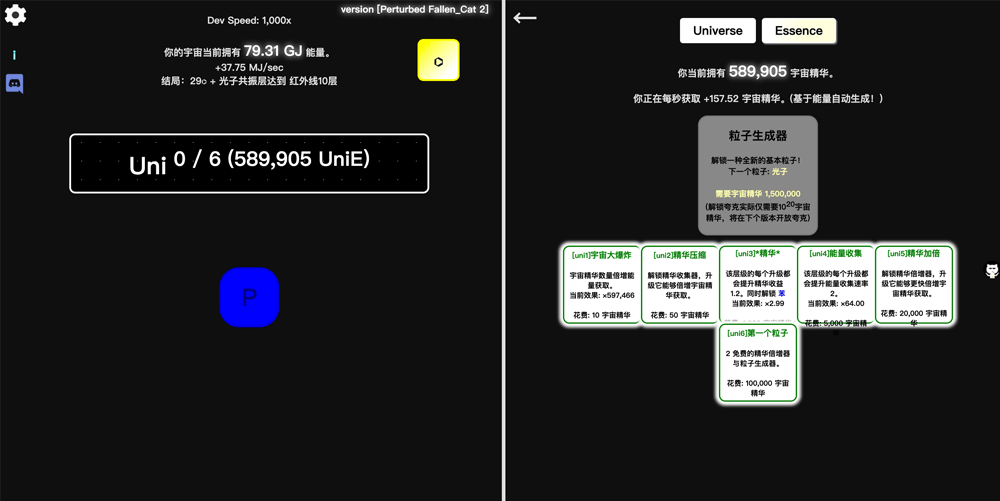 version [Perturbed Fallen_Cat 2]
Dev Speed: 1,000x
i
你的宇宙当前拥有 79.31 GJ 能量。
+37.75 MJ/sec
结局：29○ + 光子共振层达到 红外线10层
Uni 0 / 6 (589,905 UniE)
P
Universe
Essence
你当前拥有 589,905 宇宙精华。
你正在每秒获取 +157.52 宇宙精华。(基于能量自动生成！)
粒子生成器
解锁一种全新的基本粒子！
下一个粒子: 光子
需要宇宙精华 1,500,000
(解锁夸克实际仅需要10^20宇宙
精华，将在下个版本开放夸克)
[uni1]宇宙大爆炸
宇宙精华数量倍增能
量获取。
当前效果: ×597,466
花费: 10 宇宙精华
[uni2]精华压缩
解锁精华收集器，升
级它能够倍增宇宙精
华获取。
花费: 50 宇宙精华
[uni3]*精华*
该层级的每个升级都
会提升精华收益
1.2。同时解锁 苯
当前效果: ×2.99
[uni4]能量收集
该层级的每个升级都
会提升能量收集速率
2。
当前效果: ×64.00
花费: 5,000 宇宙精
华
[uni5]精华加倍
解锁精华倍增器，升
级它能够更快倍增宇
宙精华获取。
花费: 20,000 宇宙精
华
[uni6]第一个粒子
2 免费的精华倍增器
与粒子生成器。
花费: 100,000 宇宙
精华